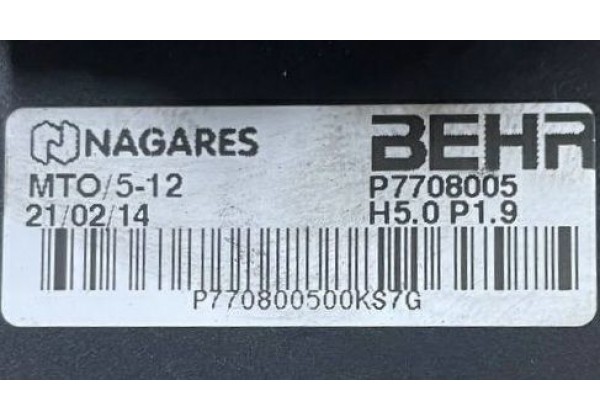 NAGARES BEHR
MTO/5-12 P7708005
21/02/14 H5.0 P1.9
P770800500KS7G